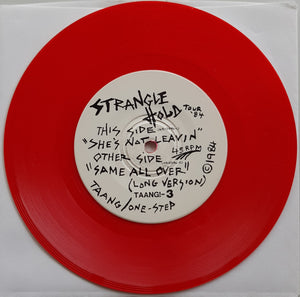 STRANGLE
HOLD TOUR '84
THIS SIDE
"SHE'S NOT LEAVIN"
OTHER SIDE 45RPM
"SAME ALL OVER"
(LONG VERSION)
TAANG!-3
TAANG/ONE-STEP
©1984